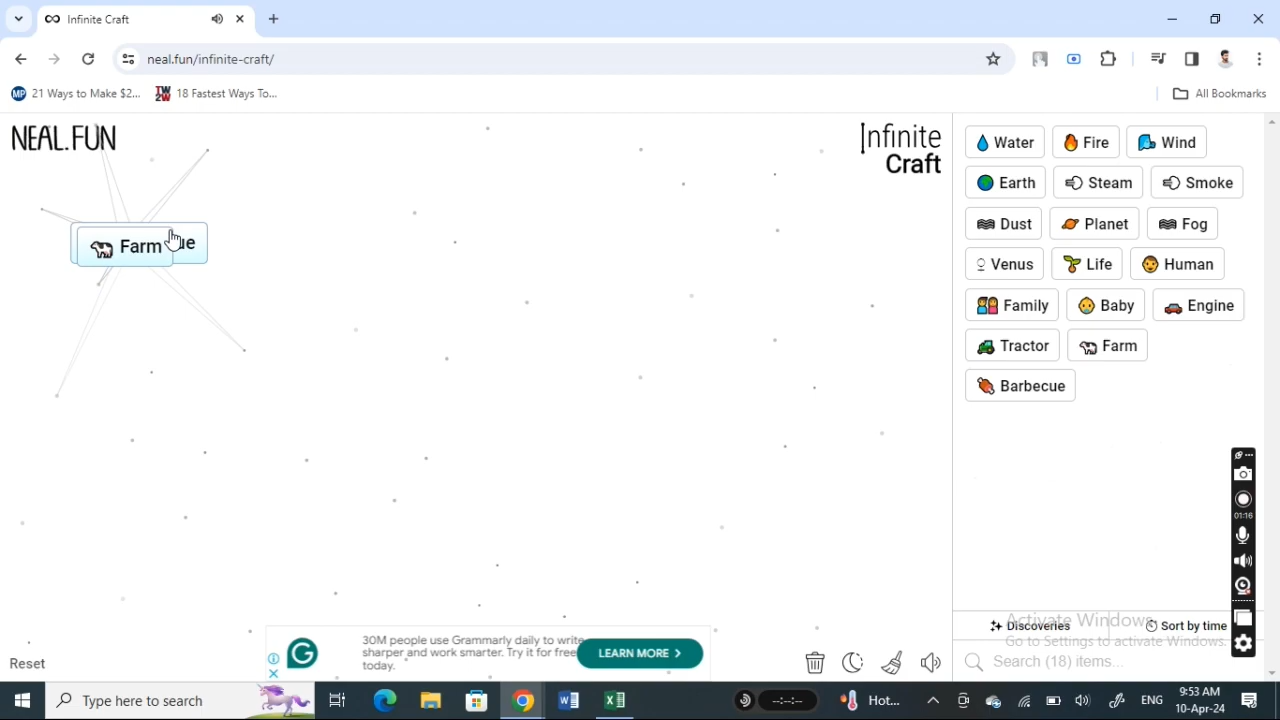 Infinite Craft
neal.fun/infinite-craft/
21 Ways to Make $2...
18 Fastest Ways To...
All Bookmarks
NEAL.FUN
Infinite
Craft
Farm
ue
Water
Fire
Wind
Earth
Steam
Smoke
Dust
Planet
Fog
Venus
Life
Human
Family
Baby
Engine
Tractor
Farm
Barbecue
01:16
Activate Windows
Go to Settings to activate Windows.
Discoveries
Sort by time
Search (18) items...
Reset
30M people use Grammarly daily to write
sharper and work smarter. Try it for free
today.
LEARN MORE
Type here to search
--:--:--
Hot...
ENG
9:53 AM
10-Apr-24